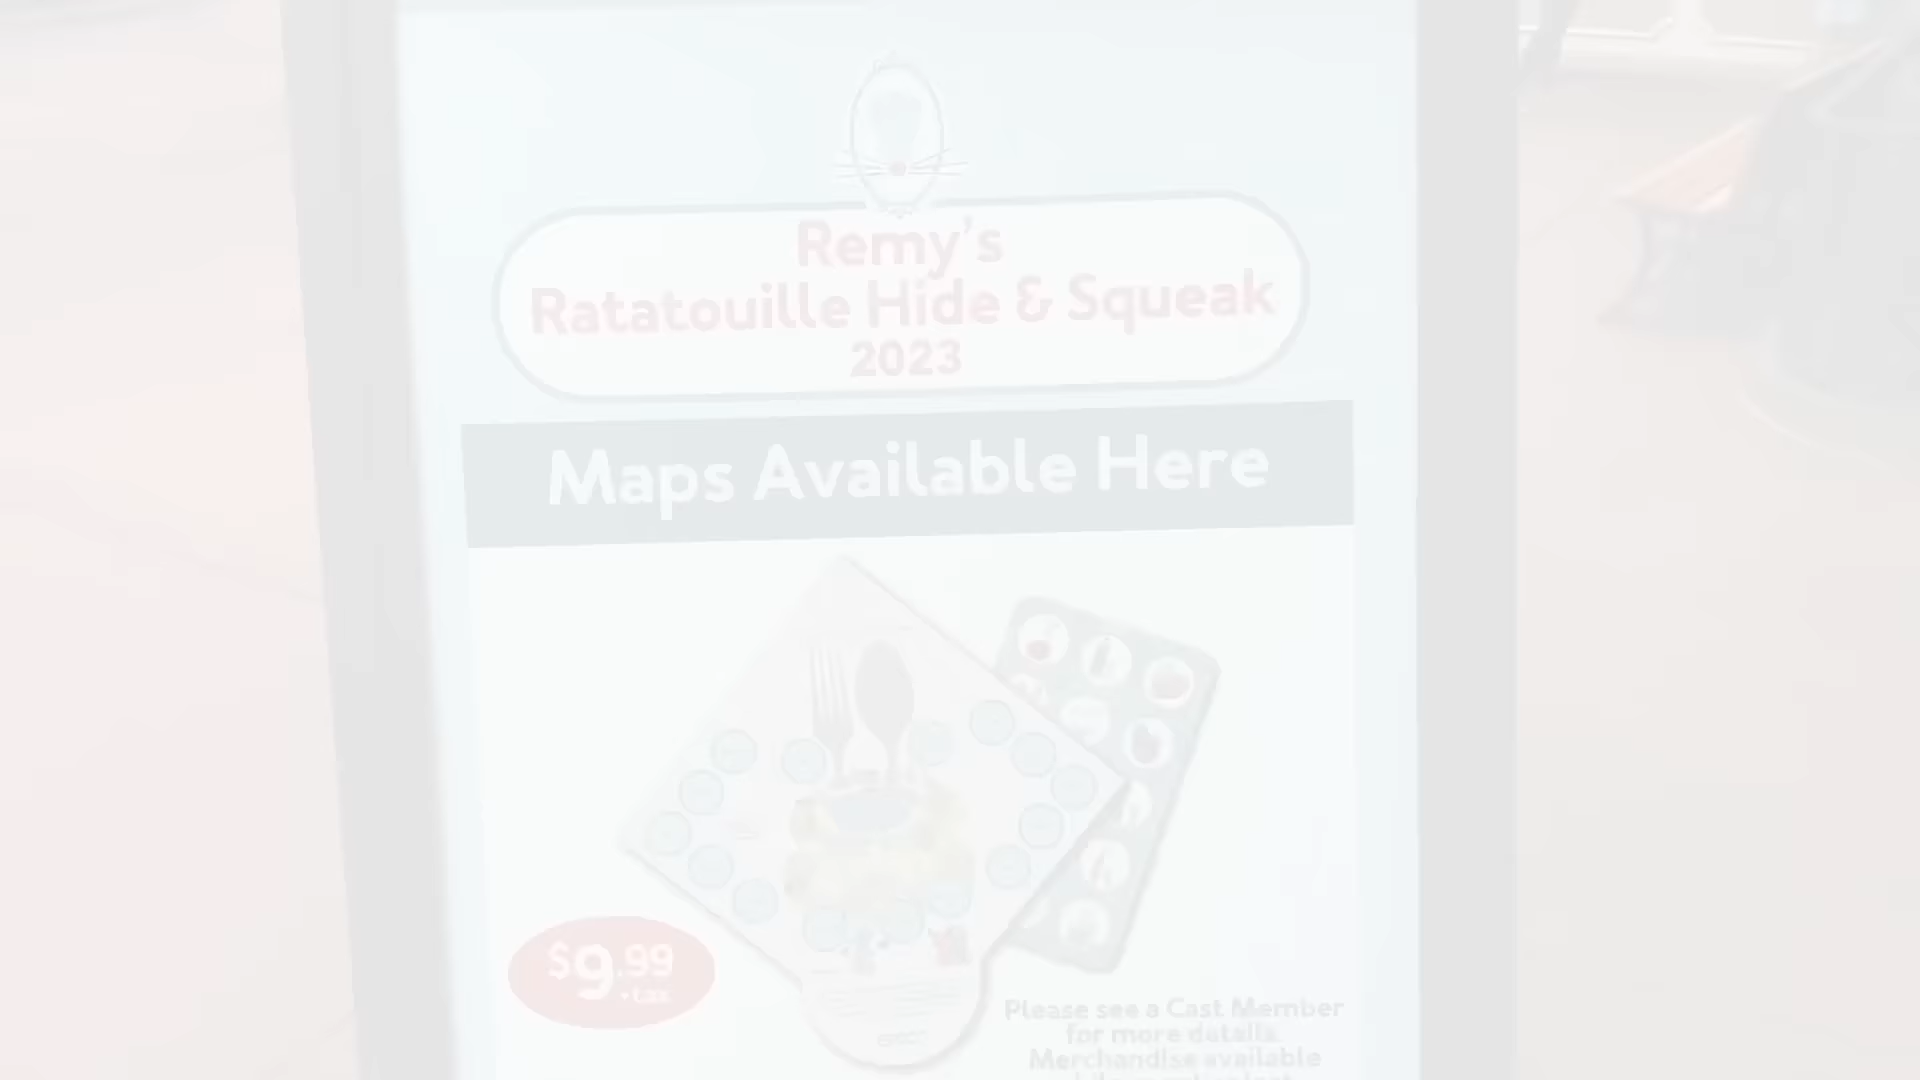 Remy's
Ratatouille Hide & Squeak
2023
Maps Available Here
$9.99
+tax
Please see a Cast Member
for more details.
Merchandise available